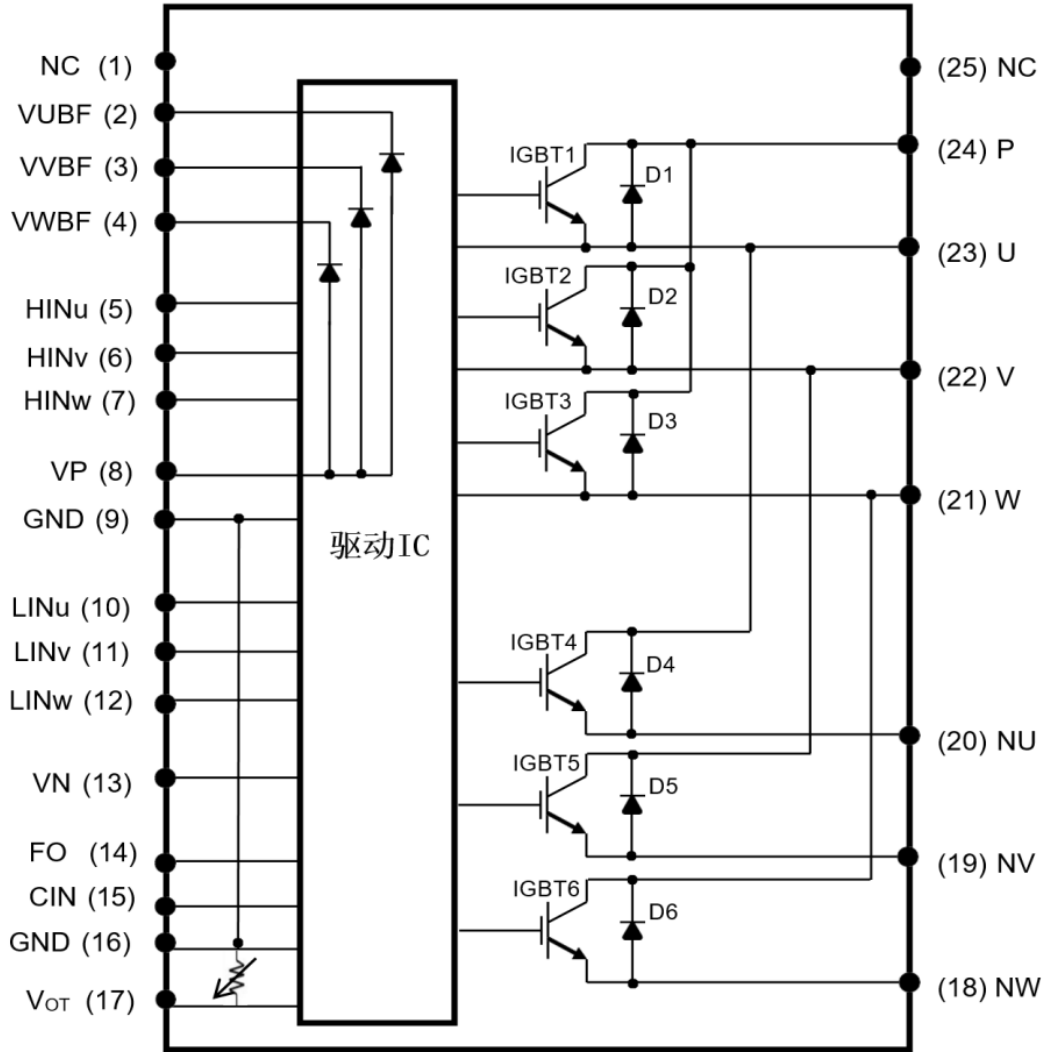 NC (1)
VUBF (2)
VVBF (3)
VWBF (4)
HINu (5)
HINv (6)
HINw (7)
VP (8)
GND (9)
LINu (10)
LINv (11)
LINw (12)
VN (13)
FO (14)
CIN (15)
GND (16)
VOT (17)
驱动IC
IGBT1
D1
IGBT2
D2
IGBT3
D3
IGBT4
D4
IGBT5
D5
IGBT6
D6
(25) NC
(24) P
(23) U
(22) V
(21) W
(20) NU
(19) NV
(18) NW